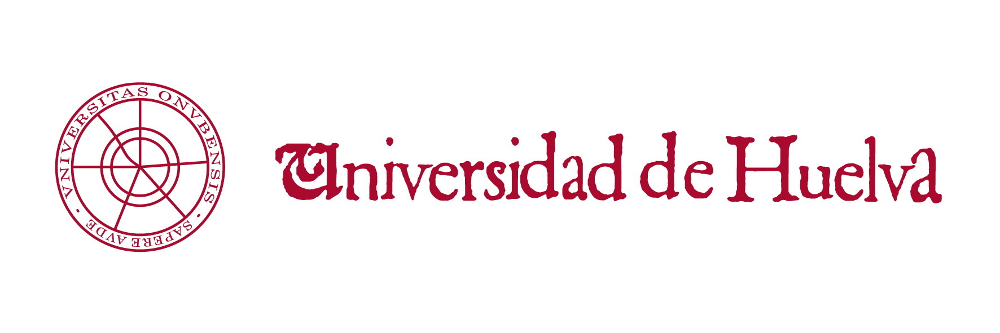 VNIVERSITAS ONVBENSIS
· SAPERE AVDE ·
Universidad de Huelva